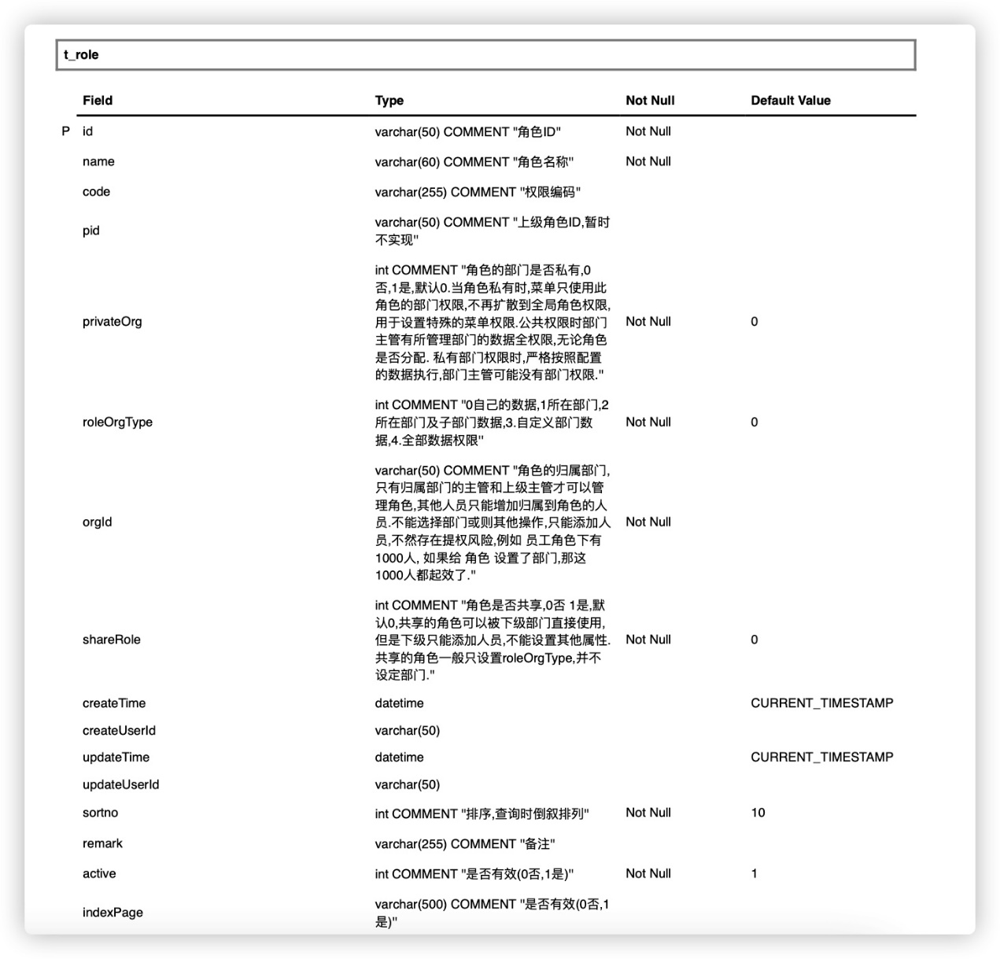 t_role
Field Type Not Null Default Value
P id varchar(50) COMMENT "角色ID" Not Null
name varchar(60) COMMENT "角色名称" Not Null
code varchar(255) COMMENT "权限编码"
pid varchar(50) COMMENT "上级角色ID,暂时
不实现"
int COMMENT "角色的部门是否私有,0
否,1是,默认0.当角色私有时,菜单只使用此
角色的部门权限,不再扩散到全局角色权限,
privateOrg 用于设置特殊的菜单权限.公共权限时部门 Not Null 0
主管有所管理部门的数据全权限,无论角色
是否分配. 私有部门权限时,严格按照配置
的数据执行,部门主管可能没有部门权限."
int COMMENT "0自己的数据,1所在部门,2
roleOrgType 所在部门及子部门数据,3.自定义部门数 Not Null 0
据,4.全部数据权限"
varchar(50) COMMENT "角色的归属部门,
只有归属部门的主管和上级主管才可以管
理角色,其他人员只能增加归属到角色的人
orgId 员.不能选择部门或则其他操作,只能添加人 Not Null
员,不然存在提权风险,例如 员工角色下有
1000人, 如果给 角色 设置了部门,那这
1000人都起效了."
int COMMENT "角色是否共享,0否 1是,默
认0,共享的角色可以被下级部门直接使用,
shareRole 但是下级只能添加人员,不能设置其他属性. Not Null 0
共享的角色一般只设置roleOrgType,并不
设定部门."
createTime datetime CURRENT_TIMESTAMP
createUserId varchar(50)
updateTime datetime CURRENT_TIMESTAMP
updateUserId varchar(50)
sortno int COMMENT "排序,查询时倒叙排列" Not Null 10
remark varchar(255) COMMENT "备注"
active int COMMENT "是否有效(0否,1是)" Not Null 1
indexPage varchar(500) COMMENT "是否有效(0否,1
是)"